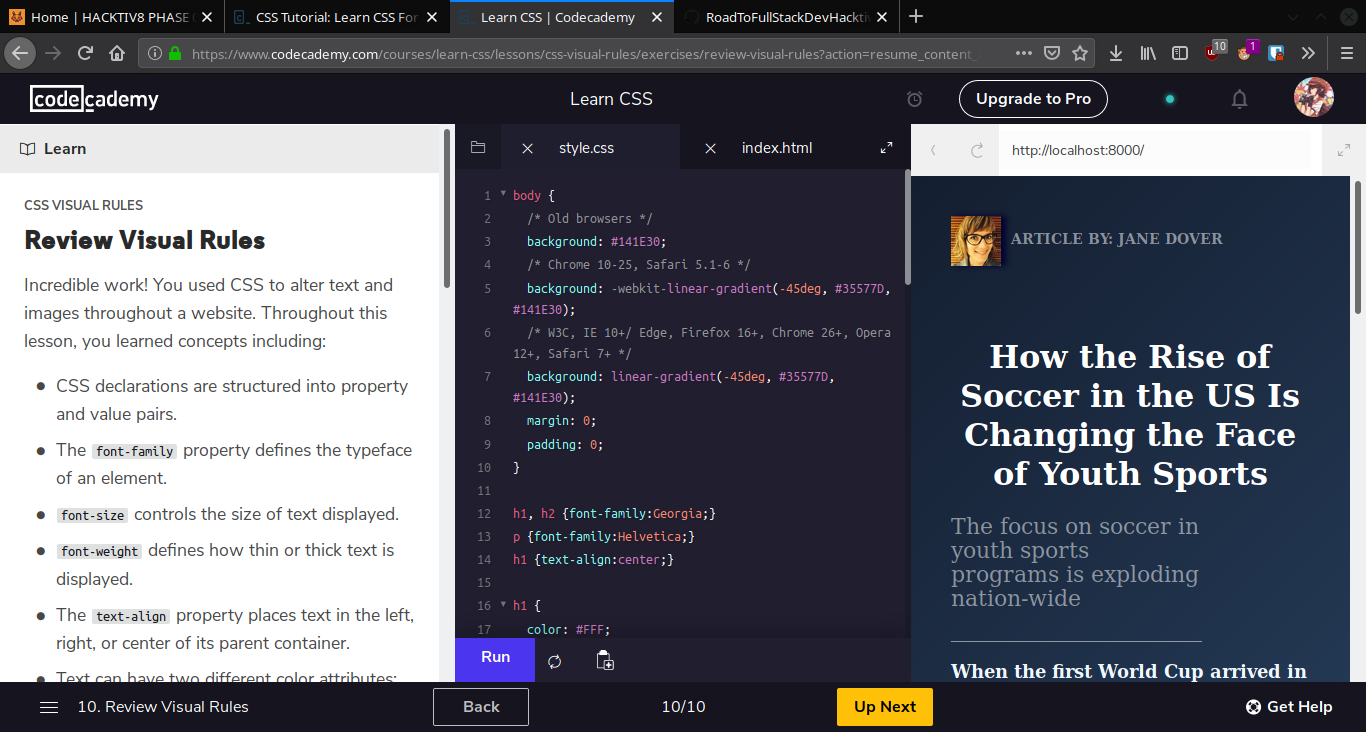 Home | HACKTIV8 PHASE
CSS Tutorial: Learn CSS For
Learn CSS | Codecademy
RoadToFullStackDevHackti
https://www.codecademy.com/courses/learn-css/lessons/css-visual-rules/exercises/review-visual-rules?action=resume_content_
10
1
codecademy
Learn CSS
Upgrade to Pro
Learn
CSS VISUAL RULES
Review Visual Rules
Incredible work! You used CSS to alter text and
images throughout a website. Throughout this
lesson, you learned concepts including:
● CSS declarations are structured into property
and value pairs.
● The font-family property defines the typeface
of an element.
● font-size controls the size of text displayed.
● font-weight defines how thin or thick text is
displayed.
● The text-align property places text in the left,
right, or center of its parent container.
● Text can have two different color attributes:
style.css
index.html
1 body {
2 /* Old browsers */
3 background: #141E30;
4 /* Chrome 10-25, Safari 5.1-6 */
5 background: -webkit-linear-gradient(-45deg, #35577D,
#141E30);
6 /* W3C, IE 10+/ Edge, Firefox 16+, Chrome 26+, Opera
12+, Safari 7+ */
7 background: linear-gradient(-45deg, #35577D,
#141E30);
8 margin: 0;
9 padding: 0;
10 }
11
12 h1, h2 {font-family:Georgia;}
13 p {font-family:Helvetica;}
14 h1 {text-align:center;}
15
16 h1 {
17 color: #FFF;
Run
http://localhost:8000/
ARTICLE BY: JANE DOVER
How the Rise of
Soccer in the US Is
Changing the Face
of Youth Sports
The focus on soccer in
youth sports
programs is exploding
nation-wide
When the first World Cup arrived in
10. Review Visual Rules
Back
10/10
Up Next
Get Help